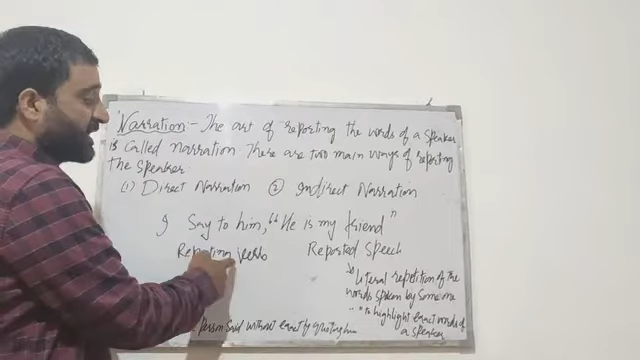 Narration:- The art of reporting the words of a speaker
is called narration. There are two main ways of reporting
the speaker
(1) Direct Narration (2) Indirect Narration
I Say to him, "He is my friend"
Reporting verb Reported Speech
literal repetition of the
words spoken by someone
" " to highlight exact words of
a speaker
Person Said without exact by